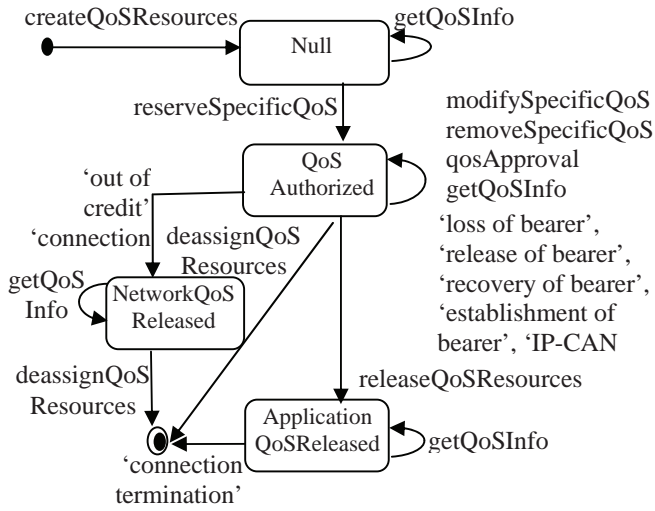 createQoSResources
getQoSInfo
Null
reserveSpecificQoS
modifySpecificQoS
removeSpecificQoS
qosApproval
getQoSInfo
QoS
Authorized
‘out of
credit’
‘connection
deassignQoS
Resources
‘loss of bearer’,
‘release of bearer’,
‘recovery of bearer’,
‘establishment of
bearer’, ‘IP-CAN
getQoS
Info
NetworkQoS
Released
deassignQoS
Resources
releaseQoSResources
Application
QoSReleased
getQoSInfo
‘connection
termination’